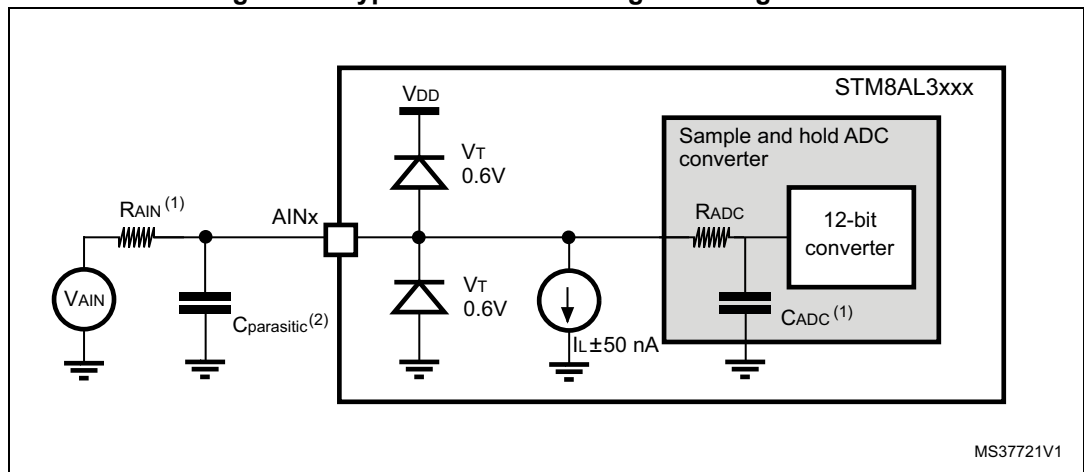 STM8AL3xxx
VDD
Sample and hold ADC
converter
VT
0.6V
RAIN (1)
AINx
RADC
12-bit
converter
VAIN
Cparasitic(2)
VT
0.6V
IL±50 nA
CADC (1)
MS37721V1